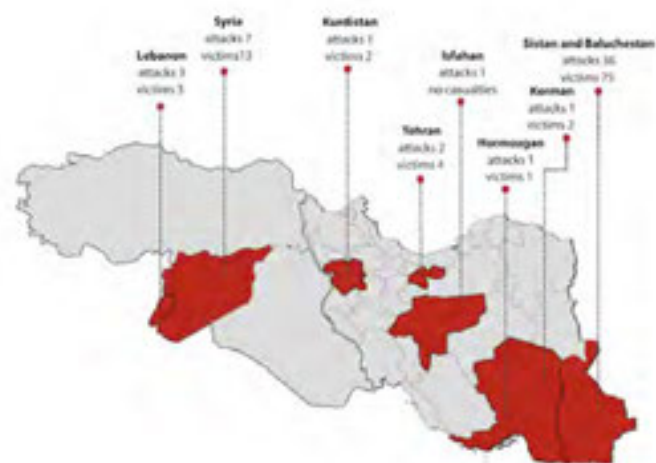 Lebanon
attacks 3
victims 5
Syria
attacks 7
victims13
Kurdistan
attacks 1
victims 2
Tehran
attacks 2
victims 4
Isfahan
attacks 1
no casualties
Hormozgan
attacks 1
victims 1
Kerman
attacks 1
victims 2
Sistan and Baluchestan
attacks 36
victims 75